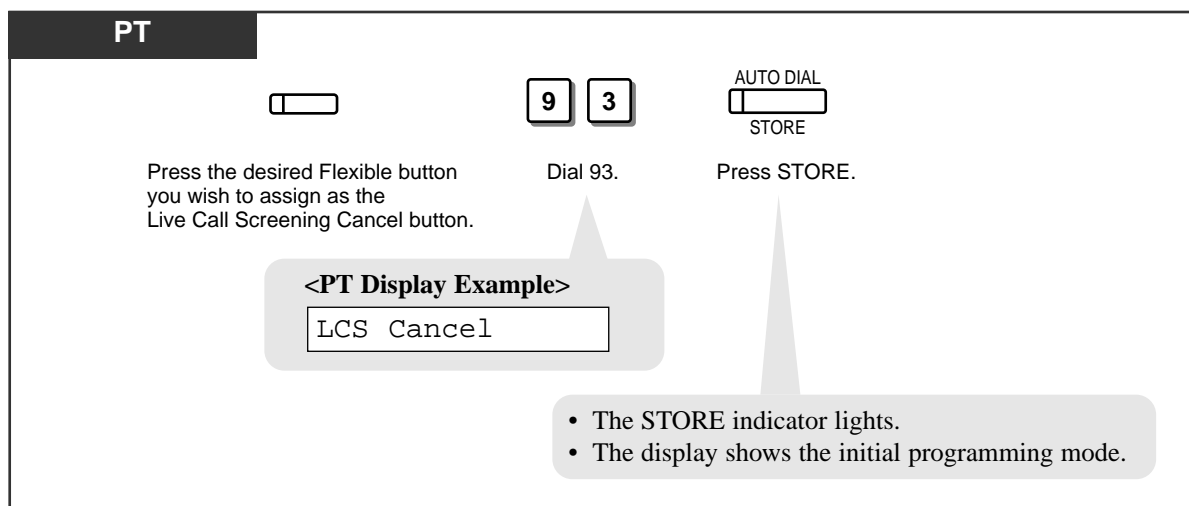 PT
9 3
AUTO DIAL
STORE
Press the desired Flexible button
you wish to assign as the
Live Call Screening Cancel button.
Dial 93.
Press STORE.
<PT Display Example>
LCS Cancel
• The STORE indicator lights.
• The display shows the initial programming mode.